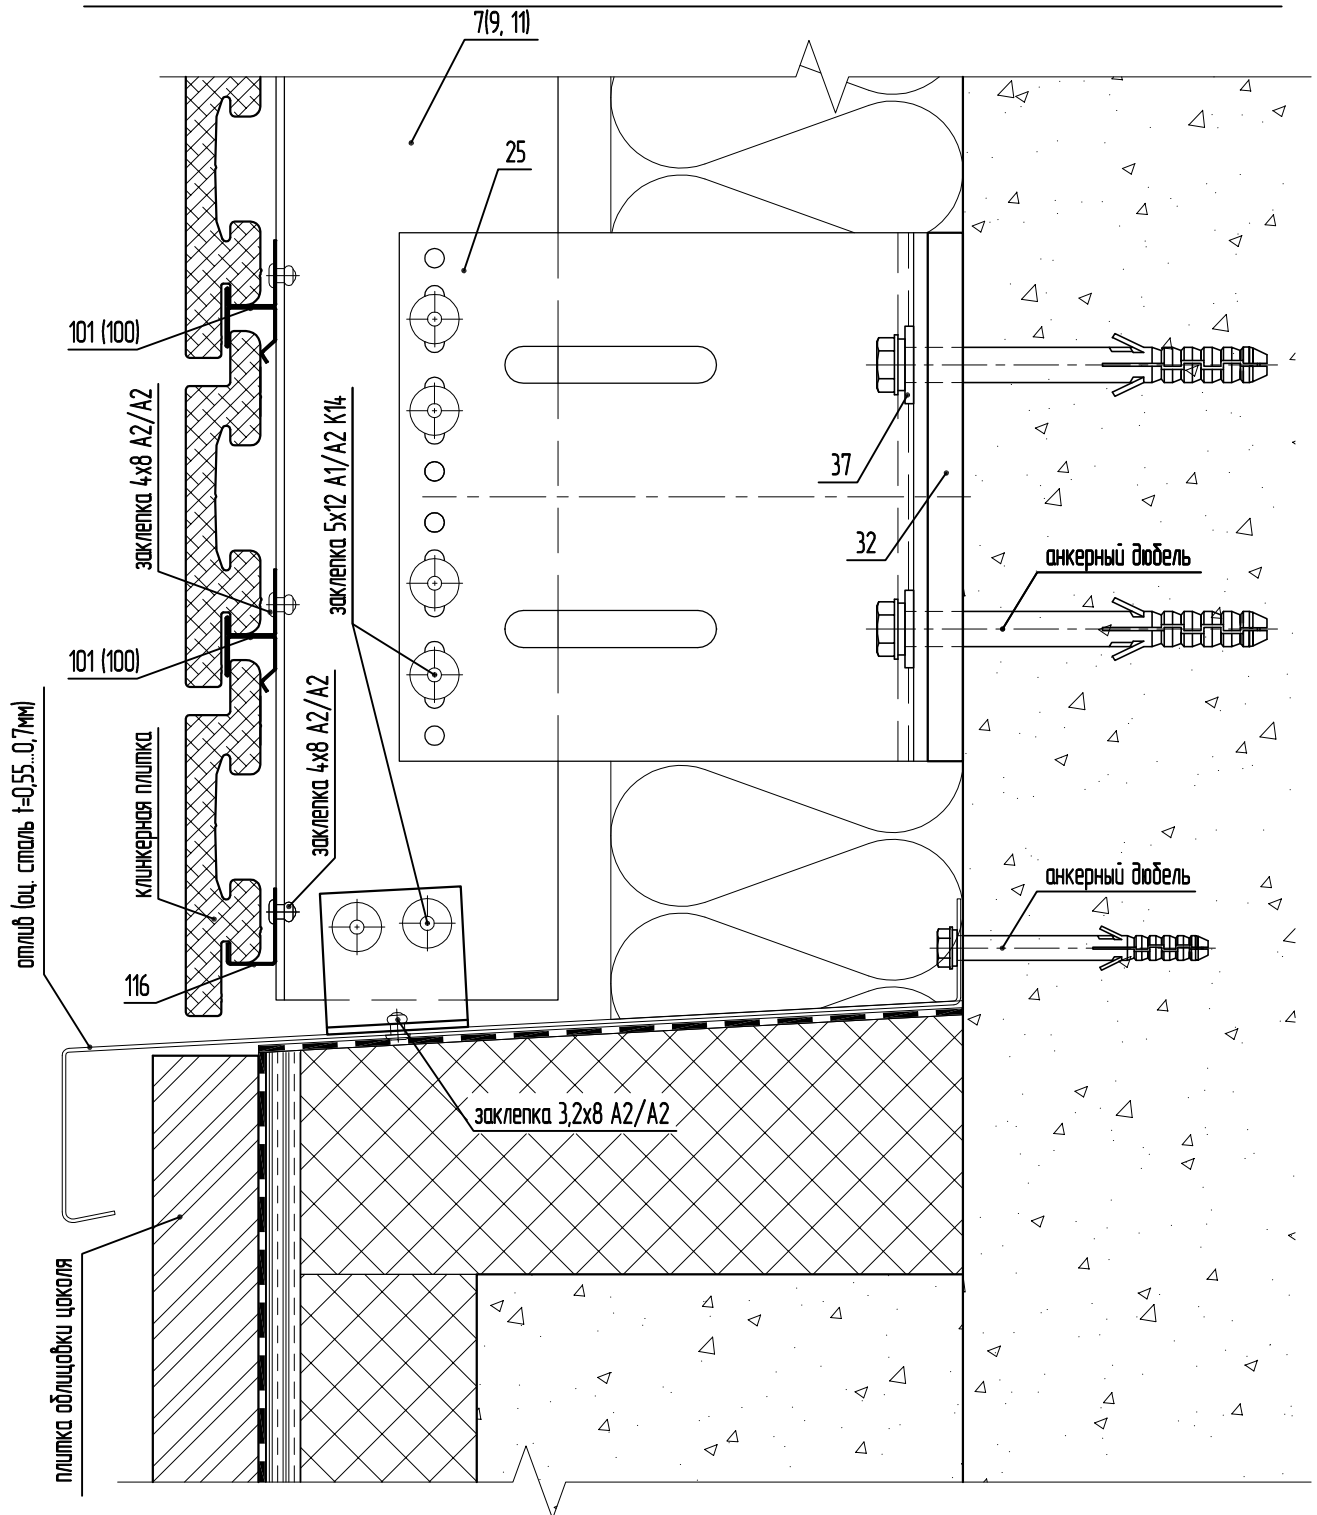 7(9, 11)
25
101 (100)
заклепка 4х8 А2/А2
заклепка 5х12 А1/А2 К14
37
32
анкерный дюбель
101 (100)
заклепка 4х8 А2/А2
отлив (оц. сталь t=0,55...0,7мм)
клинкерная плитка
анкерный дюбель
116
заклепка 3,2х8 А2/А2
плитка облицовки цоколя